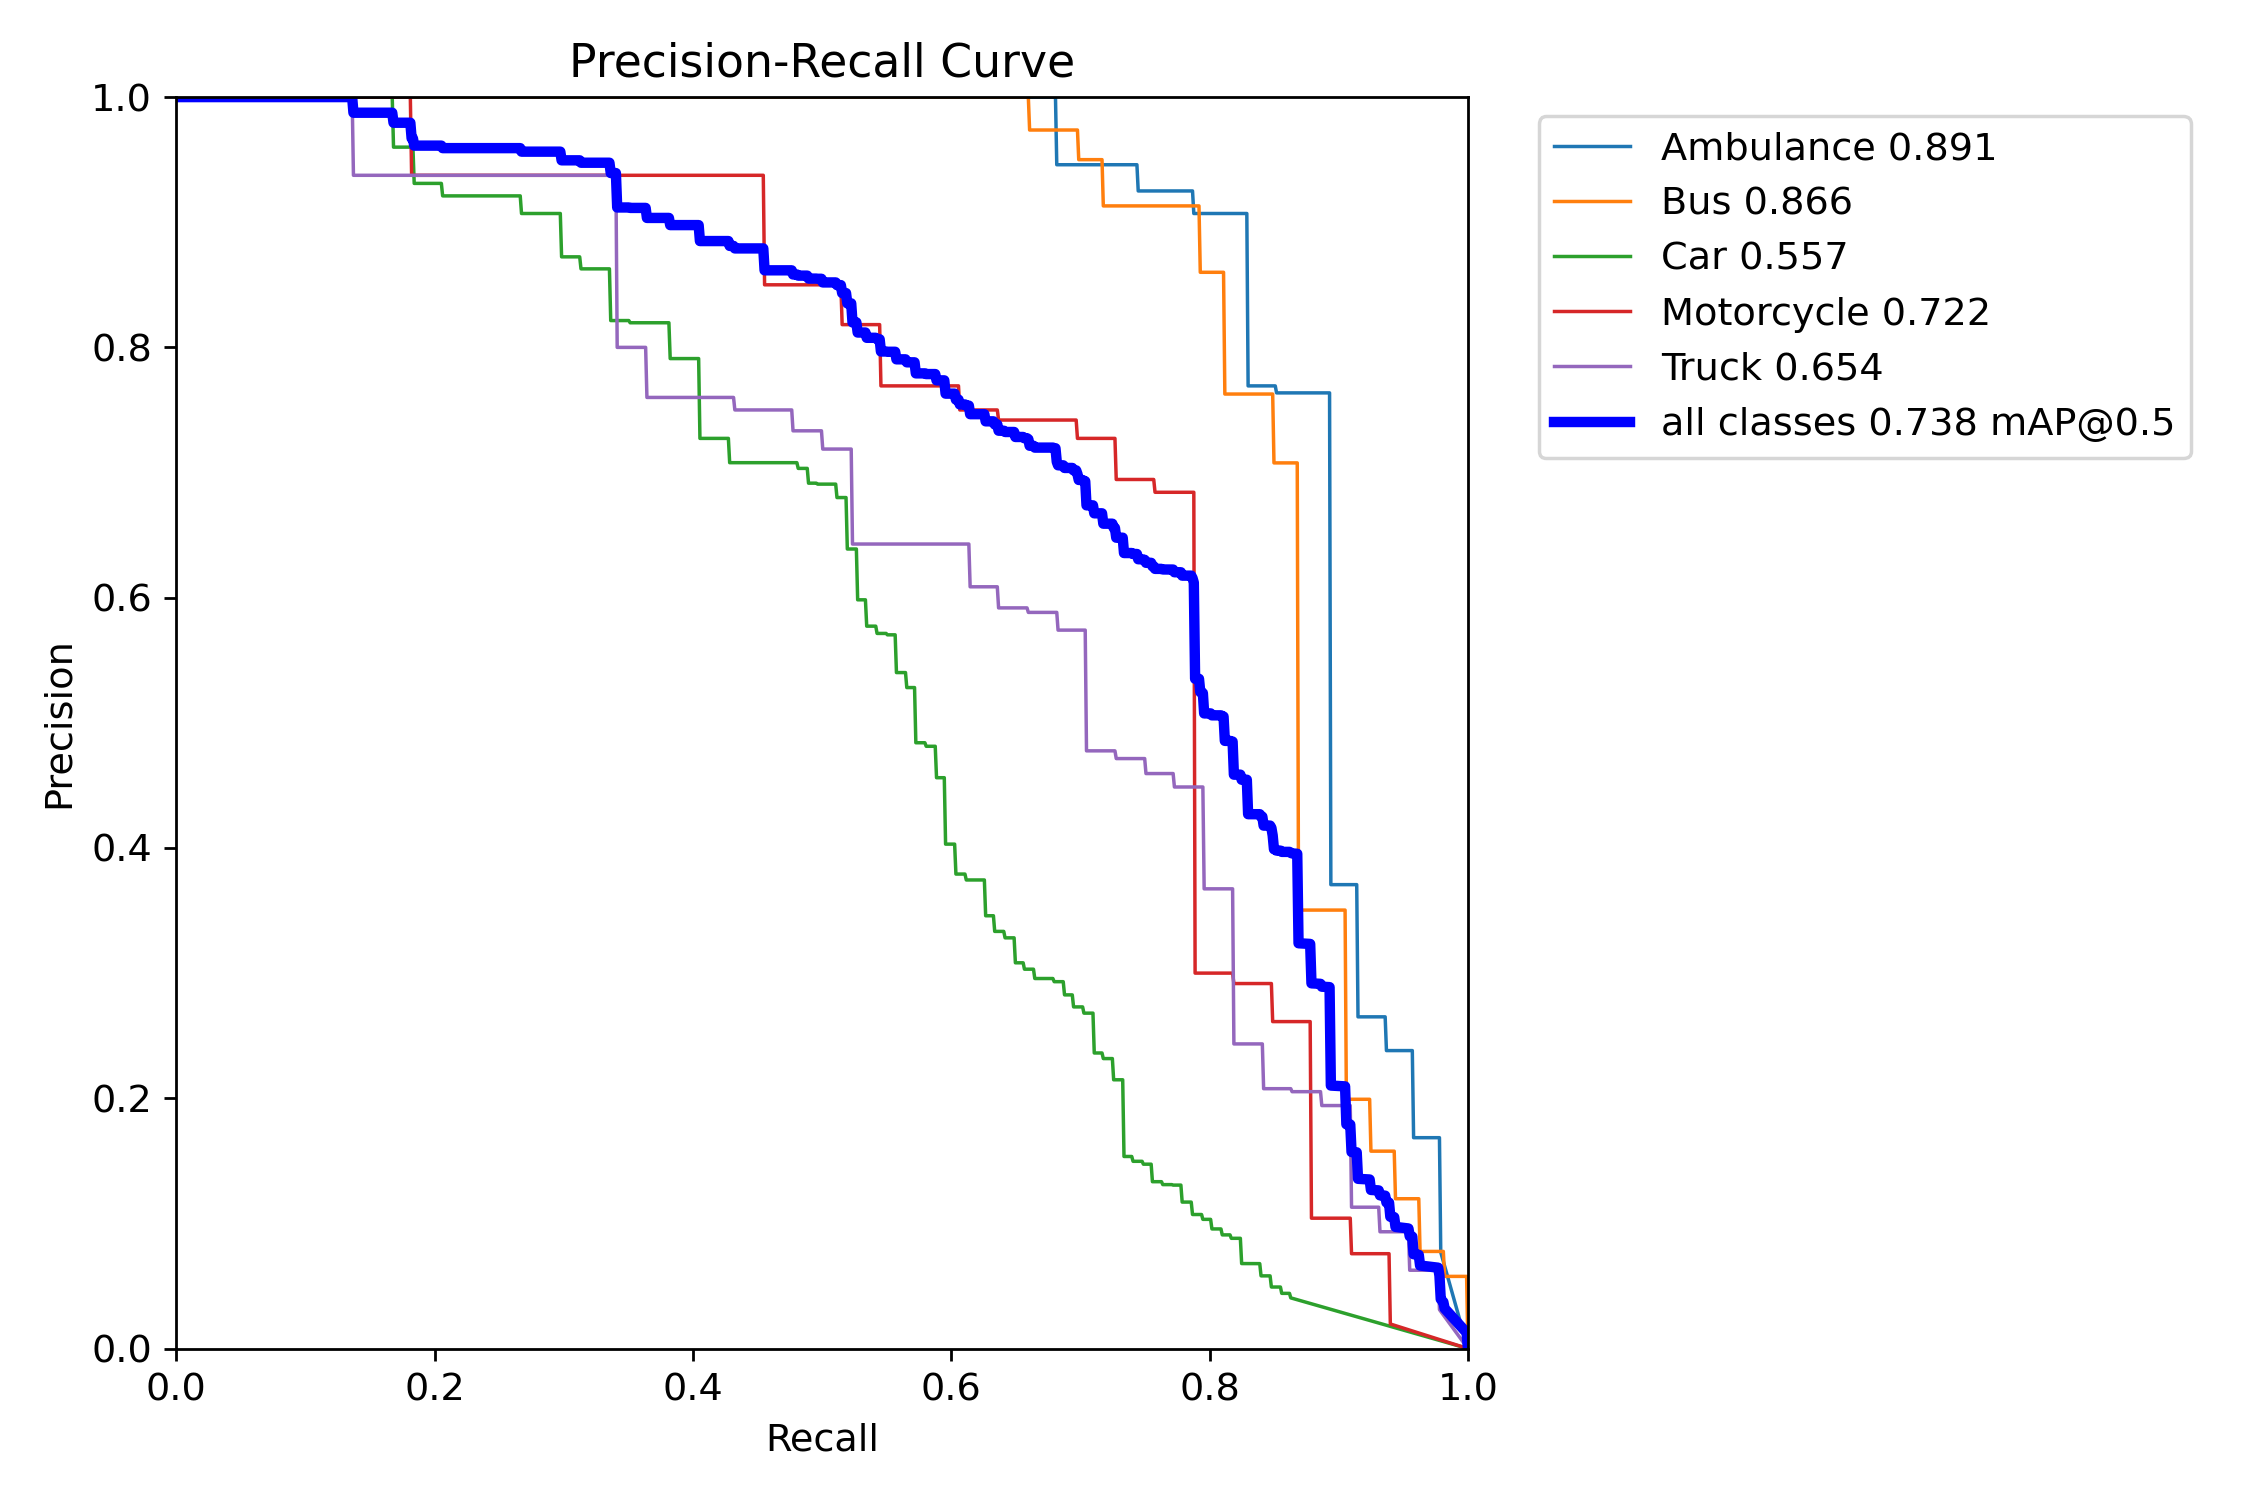 Precision-Recall Curve
1.0
0.8
0.6
0.4
0.2
0.0
Precision
0.0 0.2 0.4 0.6 0.8 1.0
Recall
Ambulance 0.891
Bus 0.866
Car 0.557
Motorcycle 0.722
Truck 0.654
all classes 0.738 mAP@0.5